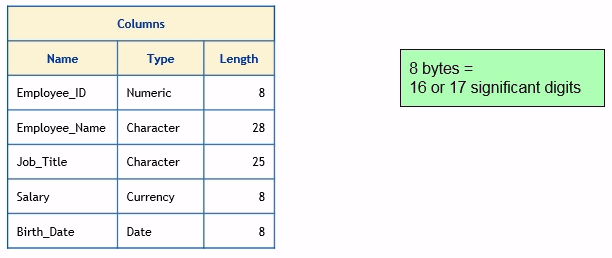 Columns
Name Type Length
Employee_ID Numeric 8
Employee_Name Character 28
Job_Title Character 25
Salary Currency 8
Birth_Date Date 8
8 bytes =
16 or 17 significant digits